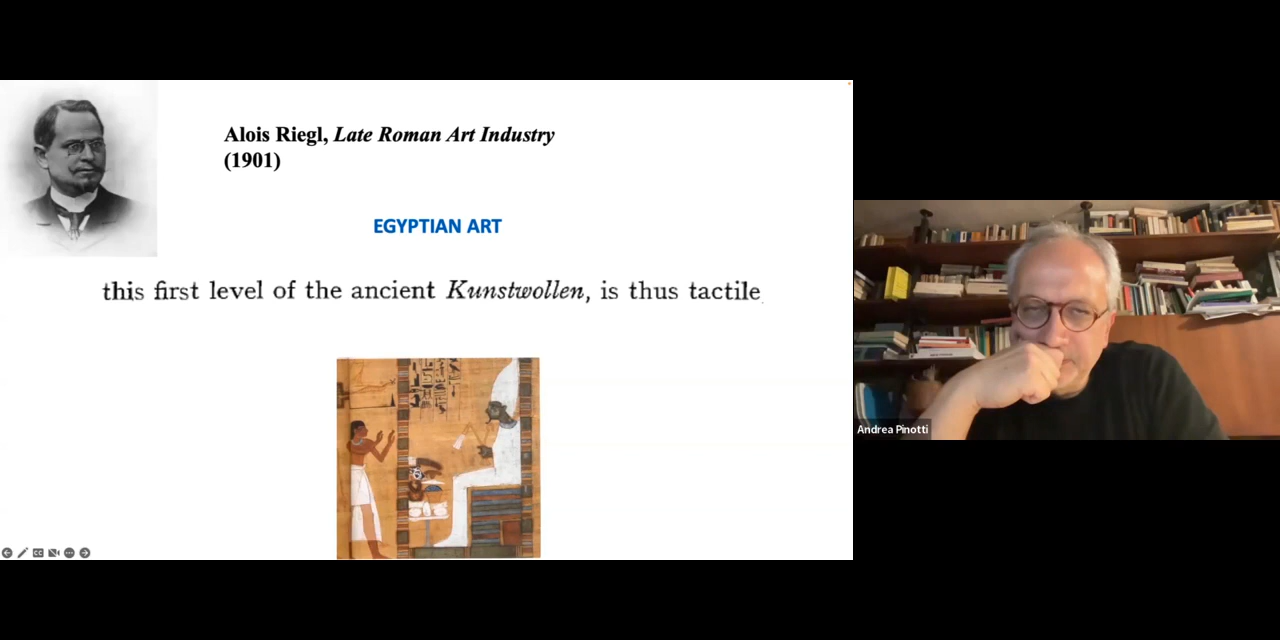 Alois Riegl, Late Roman Art Industry
(1901)
EGYPTIAN ART
this first level of the ancient Kunstwollen, is thus tactile
Andrea Pinotti